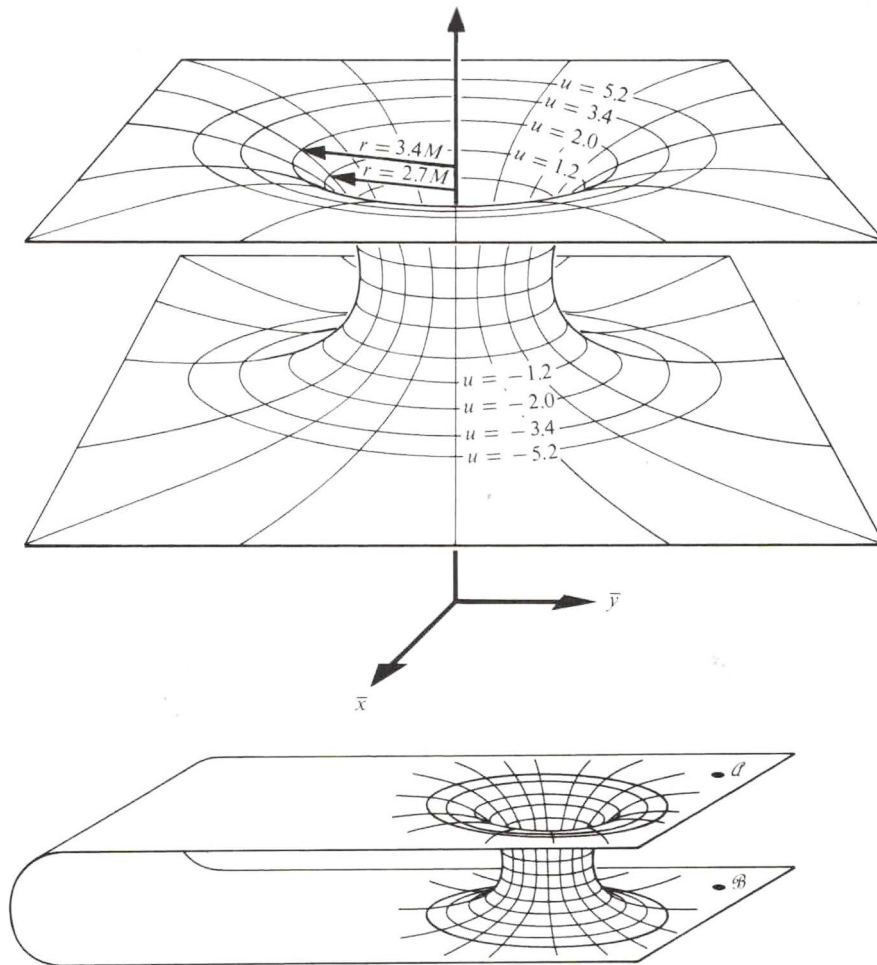 u = 5.2
u = 3.4
u = 2.0
u = 1.2
r = 3.4M
r = 2.7M
u = −1.2
u = −2.0
u = −3.4
u = −5.2
y̅
x̅
𝒜
ℬ